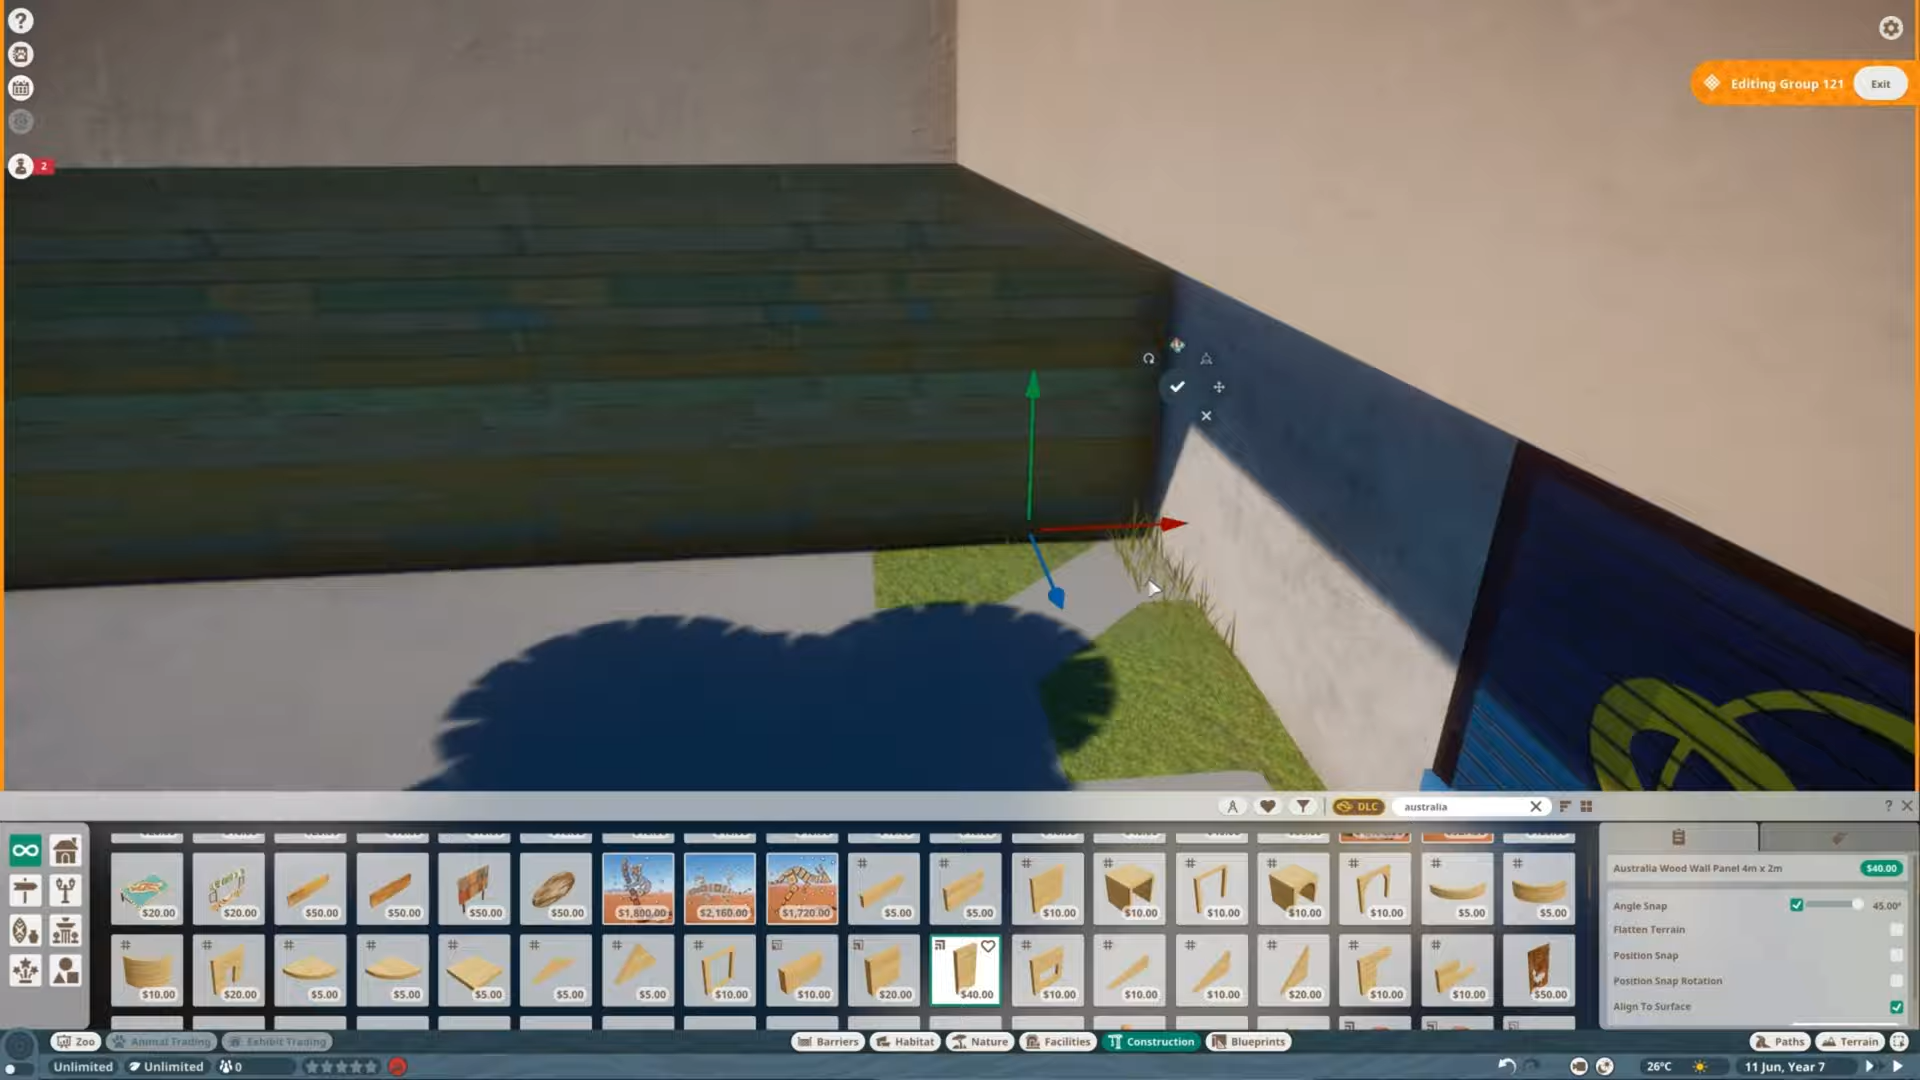 ?
Editing Group 121
Exit
2
DLC
australia
?
$20.00
$20.00
$50.00
$50.00
$50.00
$50.00
$1,800.00
$2,160.00
$1,720.00
$5.00
$5.00
$10.00
$10.00
$10.00
$10.00
$10.00
$5.00
$5.00
$10.00
$20.00
$5.00
$5.00
$5.00
$5.00
$5.00
$10.00
$10.00
$20.00
$40.00
$10.00
$10.00
$10.00
$20.00
$10.00
$10.00
$50.00
Australia Wood Wall Panel 4m x 2m
$40.00
Angle Snap
45.00°
Flatten Terrain
Position Snap
Position Snap Rotation
Align To Surface
Zoo
Animal Trading
Exhibit Trading
Barriers
Habitat
Nature
Facilities
Construction
Blueprints
Paths
Terrain
Unlimited
Unlimited
0
26°C
11 Jun, Year 7